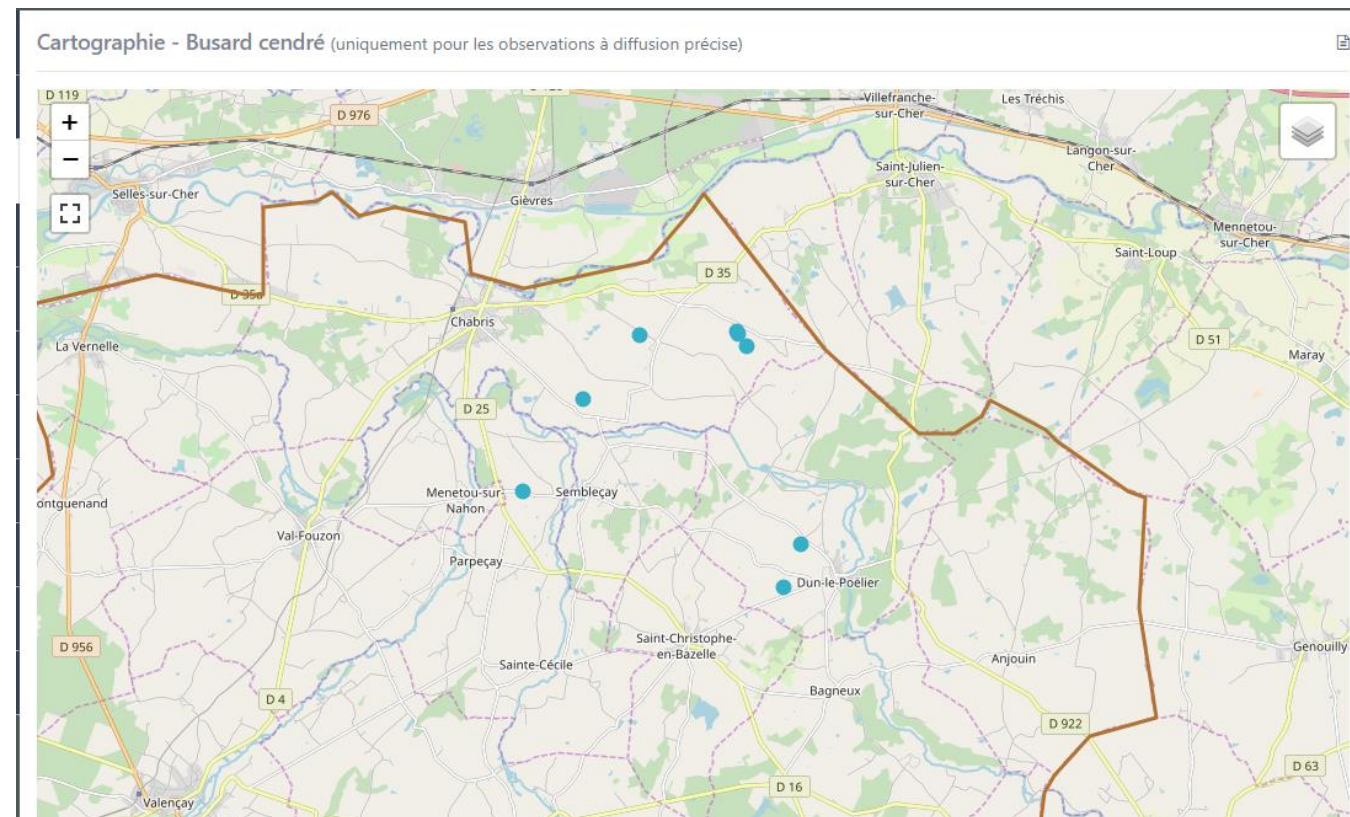 Cartographie - Busard cendré (uniquement pour les observations à diffusion précise)
D 119
+
−
D 976
Villefranche-
sur-Cher
Les Tréchis
Langon-sur-
Cher
Saint-Julien-
sur-Cher
Selles-sur-Cher
Gièvres
Mennetou-
sur-Cher
Saint-Loup
D 35
D 35a
Chabris
La Vernelle
D 51
Maray
D 25
Menetou-sur-
Nahon
Sembleçay
ontguenand
Val-Fouzon
Parpeçay
Dun-le-Poëlier
D 956
Saint-Christophe-
en-Bazelle
Genouilly
Sainte-Cécile
Anjouin
Bagneux
D 4
D 922
D 63
D 16
Valençay